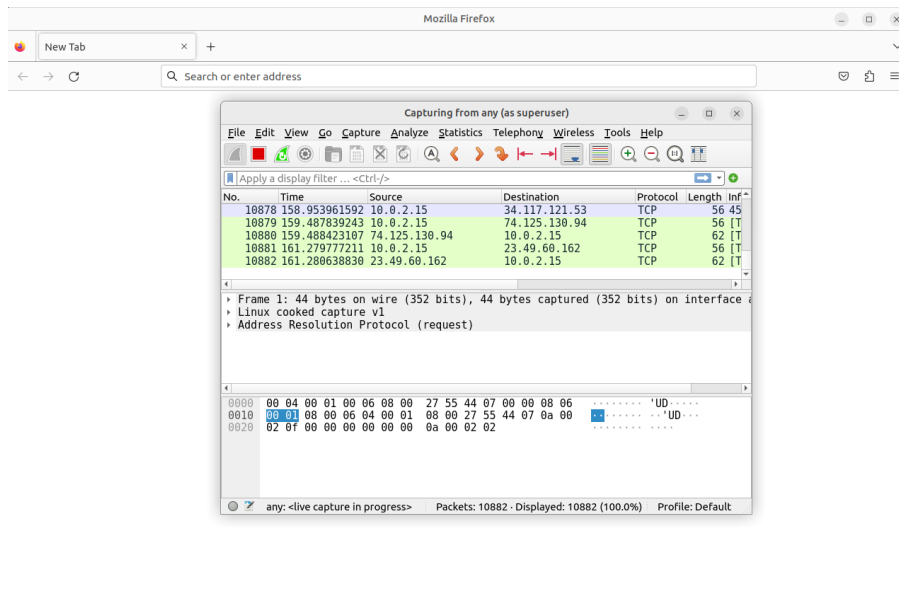 Mozilla Firefox
New Tab
Search or enter address
Capturing from any (as superuser)
File Edit View Go Capture Analyze Statistics Telephony Wireless Tools Help
Apply a display filter … <Ctrl-/>
No. Time Source Destination Protocol Length Inf
10878 158.953961592 10.0.2.15 34.117.121.53 TCP 56 45
10879 159.487839243 10.0.2.15 74.125.130.94 TCP 56 [T
10880 159.488423107 74.125.130.94 10.0.2.15 TCP 62 [T
10881 161.279777211 10.0.2.15 23.49.60.162 TCP 56 [T
10882 161.280638830 23.49.60.162 10.0.2.15 TCP 62 [T
Frame 1: 44 bytes on wire (352 bits), 44 bytes captured (352 bits) on interface
Linux cooked capture v1
Address Resolution Protocol (request)
0000 00 04 00 01 00 06 08 00 27 55 44 07 00 00 08 06 ········ 'UD·····
0010 00 01 08 00 06 04 00 01 08 00 27 55 44 07 0a 00 ········ ··'UD···
0020 02 0f 00 00 00 00 00 00 0a 00 02 02 ········ ····
any: <live capture in progress> Packets: 10882 · Displayed: 10882 (100.0%) Profile: Default